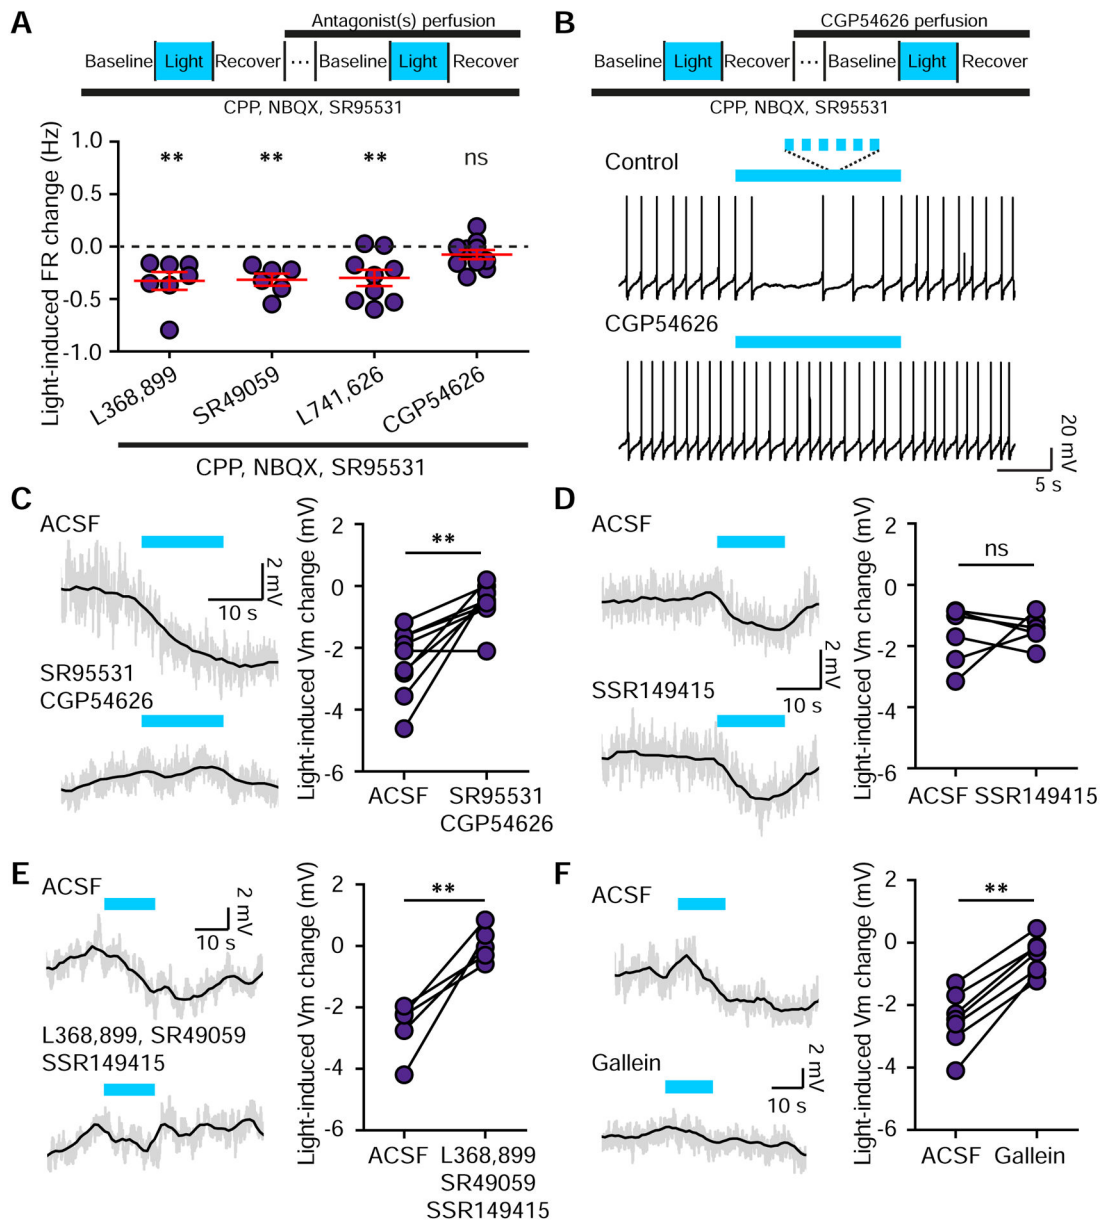 A
Antagonist(s) perfusion
Baseline Light Recover ... Baseline Light Recover
CPP, NBQX, SR95531
Light-induced FR change (Hz)
1.0
0.5
0.0
-0.5
-1.0
** ** ** ns
L368,899 SR49059 L741,626 CGP54626
CPP, NBQX, SR95531
B
CGP54626 perfusion
Baseline Light Recover ... Baseline Light Recover
CPP, NBQX, SR95531
Control
CGP54626
20 mV
5 s
C
ACSF
2 mV
10 s
SR95531
CGP54626
Light-induced Vm change (mV)
2
0
-2
-4
-6
**
ACSF SR95531
CGP54626
D
ACSF
2 mV
10 s
SSR149415
Light-induced Vm change (mV)
2
0
-2
-4
-6
ns
ACSF SSR149415
E
ACSF
2 mV
10 s
L368,899, SR49059
SSR149415
Light-induced Vm change (mV)
2
0
-2
-4
-6
**
ACSF L368,899
SR49059
SSR149415
F
ACSF
Gallein
2 mV
10 s
Light-induced Vm change (mV)
2
0
-2
-4
-6
**
ACSF Gallein